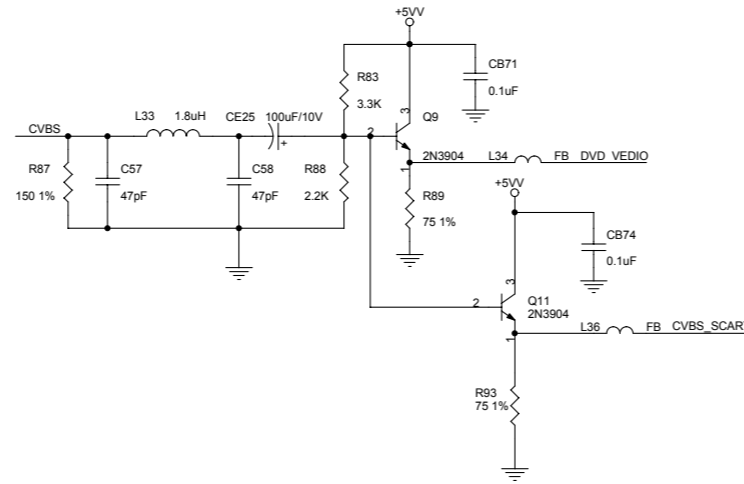 +5VV
R83
3.3K
CB71
0.1uF
CVBS
L33 1.8uH CE25 100uF/10V
3
Q9
2
+
2N3904 L34 FB DVD_VEDIO
1
R87
150 1%
C57
47pF
C58
47pF
R88
2.2K
R89
75 1%
+5VV
CB74
0.1uF
3
2
Q11
2N3904
1
L36 FB CVBS_SCART
R93
75 1%